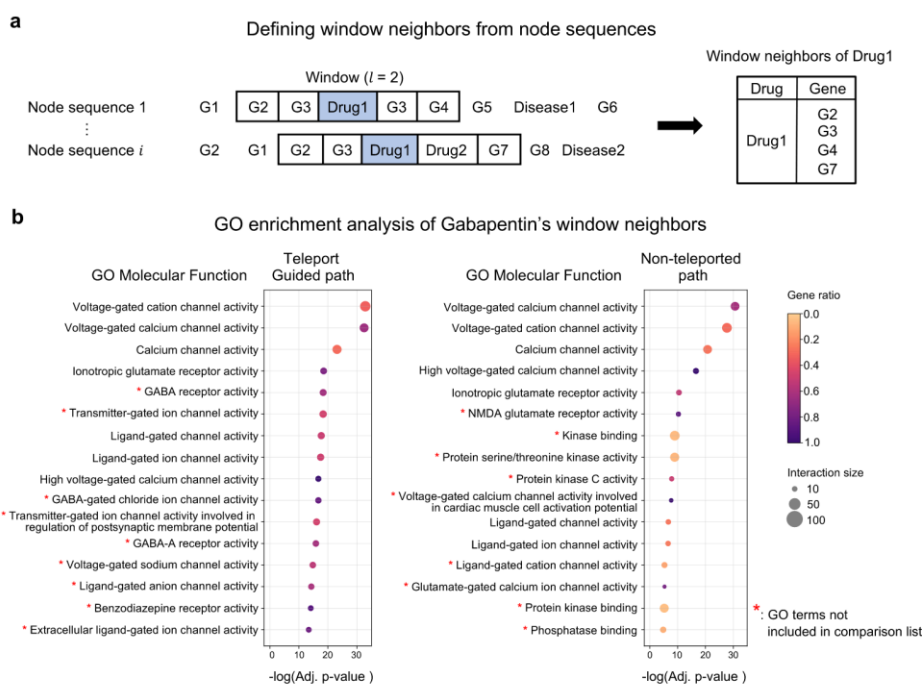 a
Defining window neighbors from node sequences
Window neighbors of Drug1
Window (l = 2)
Drug Gene
Node sequence 1 G1 G2 G3 Drug1 G3 G4 G5 Disease1 G6
⋮
Node sequence i G2 G1 G2 G3 Drug1 Drug2 G7 G8 Disease2
Drug1
G2
G3
G4
G7
b
GO enrichment analysis of Gabapentin's window neighbors
GO Molecular Function
Teleport
Guided path
Voltage-gated cation channel activity
Voltage-gated calcium channel activity
Calcium channel activity
Ionotropic glutamate receptor activity
* GABA receptor activity
* Transmitter-gated ion channel activity
Ligand-gated channel activity
Ligand-gated ion channel activity
High voltage-gated calcium channel activity
* GABA-gated chloride ion channel activity
* Transmitter-gated ion channel activity involved in
regulation of postsynaptic membrane potential
* GABA-A receptor activity
* Voltage-gated sodium channel activity
* Ligand-gated anion channel activity
* Benzodiazepine receptor activity
* Extracellular ligand-gated ion channel activity
0 10 20 30
-log(Adj. p-value )
GO Molecular Function
Non-teleported
path
Voltage-gated calcium channel activity
Voltage-gated cation channel activity
Calcium channel activity
High voltage-gated calcium channel activity
Ionotropic glutamate receptor activity
* NMDA glutamate receptor activity
* Kinase binding
* Protein serine/threonine kinase activity
* Protein kinase C activity
* Voltage-gated calcium channel activity involved
in cardiac muscle cell activation potential
Ligand-gated channel activity
Ligand-gated ion channel activity
* Ligand-gated cation channel activity
* Glutamate-gated calcium ion channel activity
* Protein kinase binding
* Phosphatase binding
0 10 20 30
-log(Adj. p-value )
Gene ratio
0.0
0.2
0.4
0.6
0.8
1.0
Interaction size
10
50
100
* : GO terms not
included in comparison list